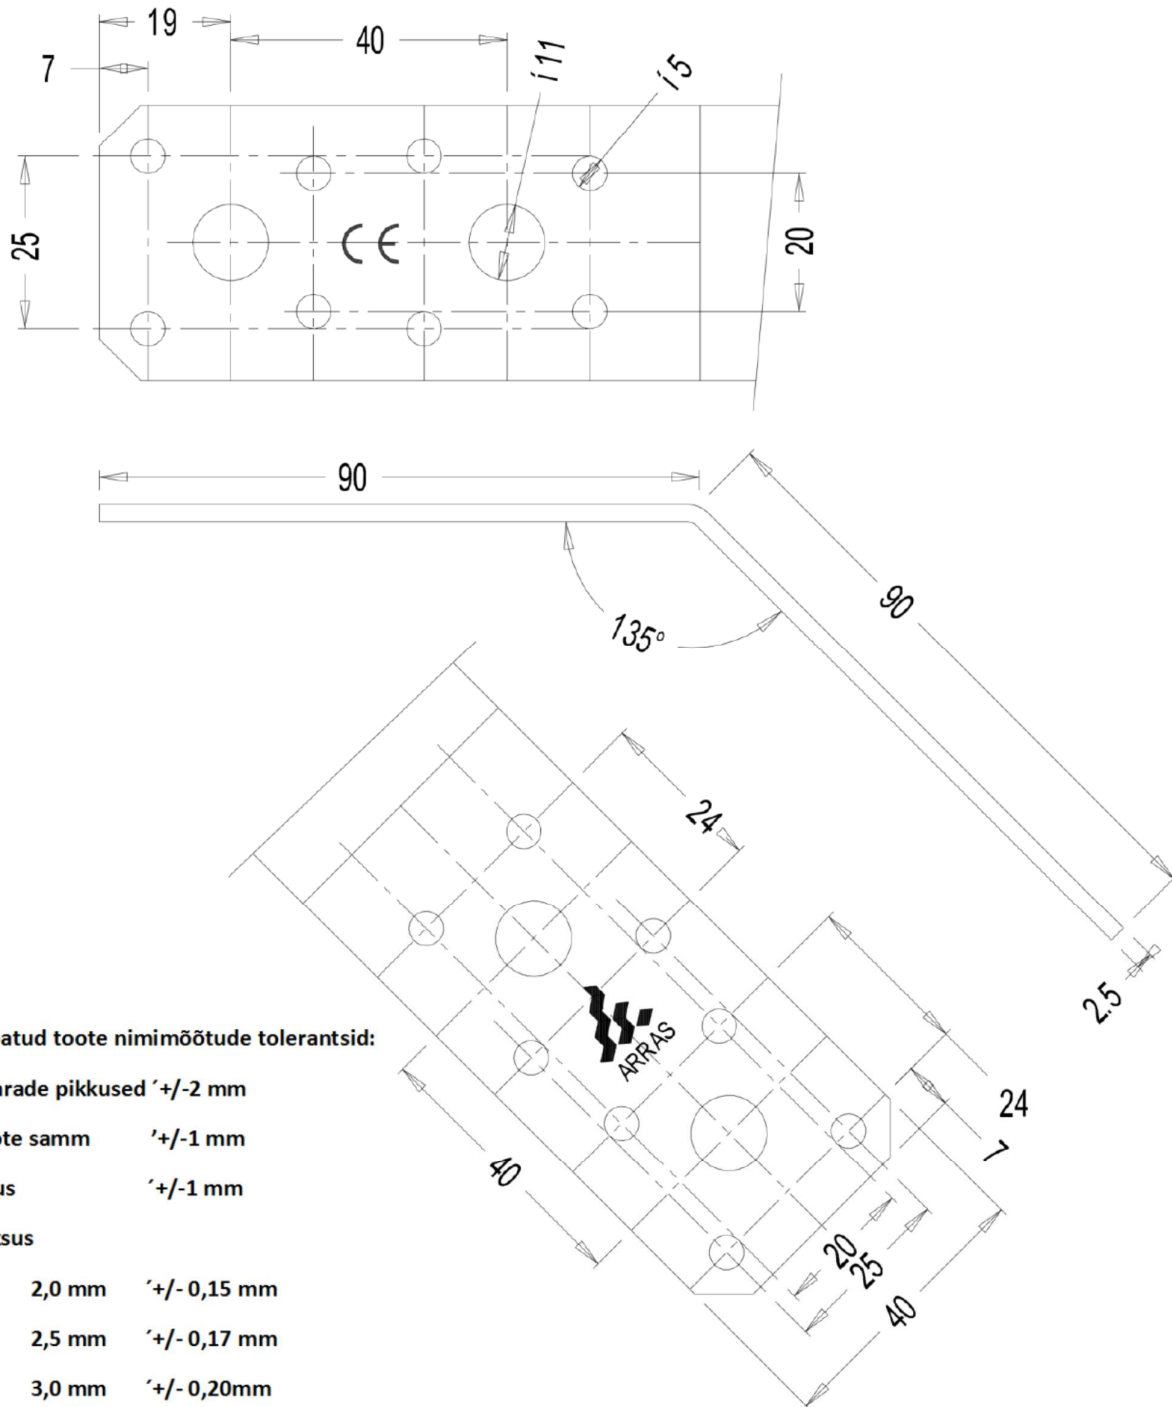 19
40
7
i 11
i 5
25
CE
20
90
90
135°
24
2.5
ARRAS
24
7
40
20
25
40
atud toote nimimõõtude tolerantsid:
arade pikkused ´+/-2 mm
ote samm ’+/-1 mm
us ´+/-1 mm
sus
2,0 mm ´+/- 0,15 mm
2,5 mm ´+/- 0,17 mm
3,0 mm ´+/- 0,20mm